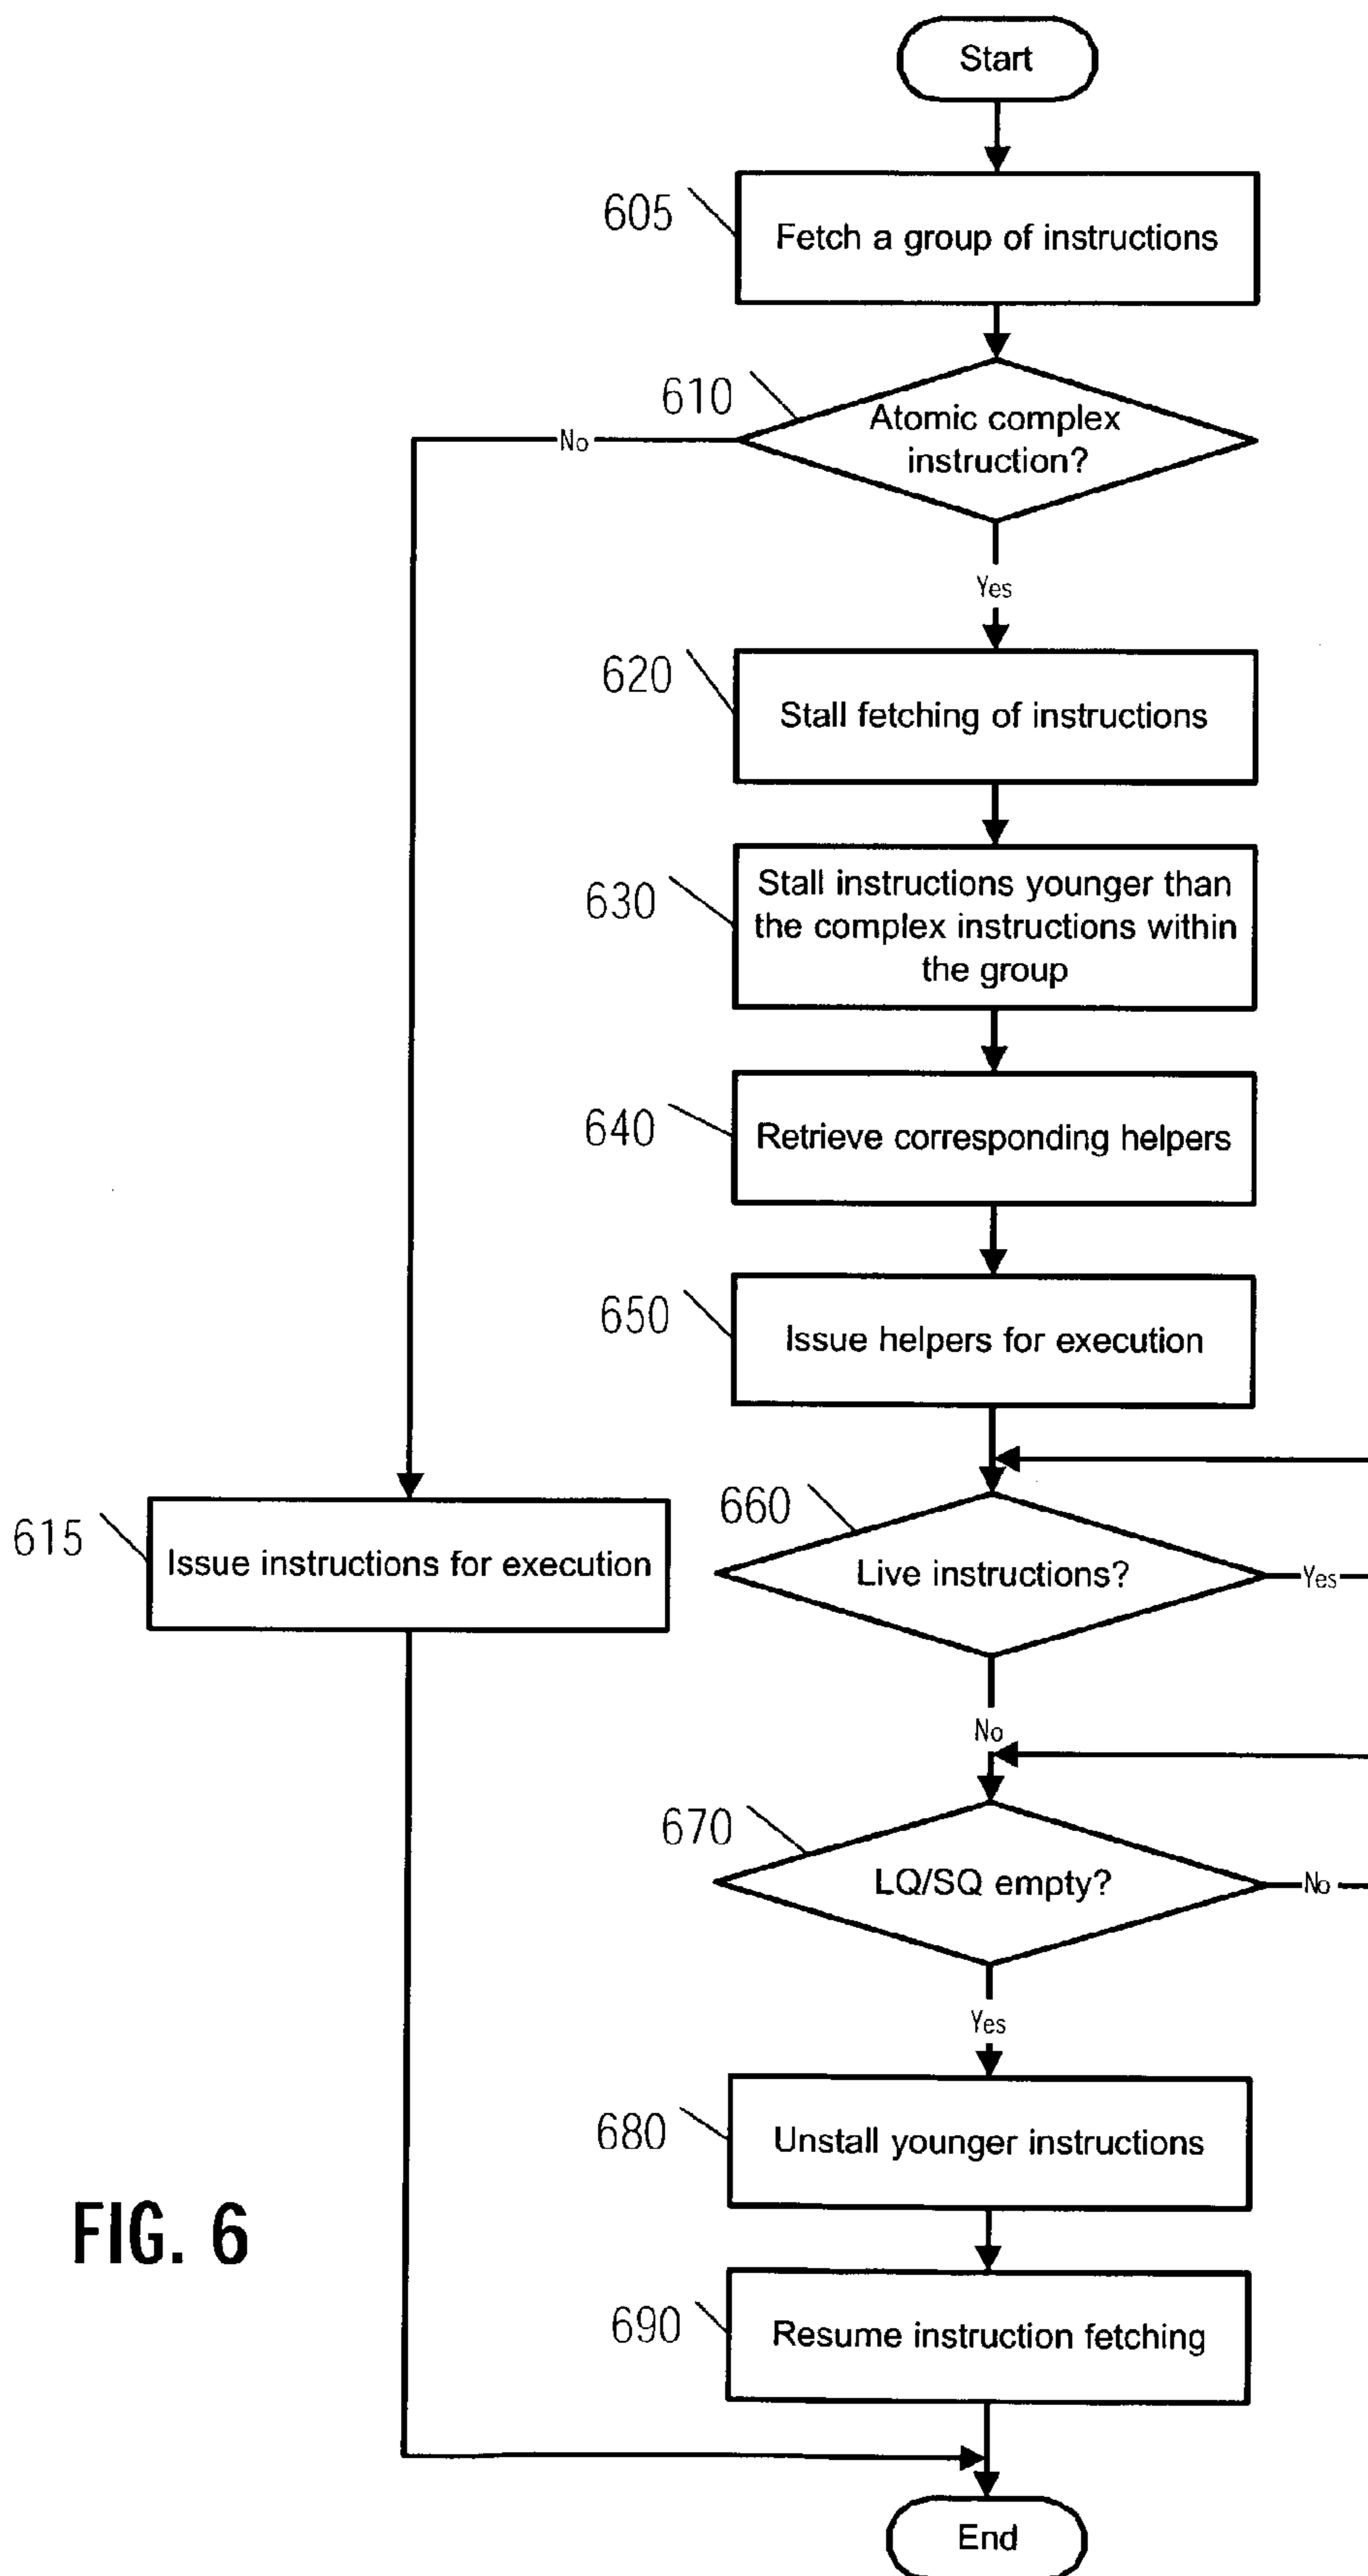 Start
605
Fetch a group of instructions
610
Atomic complex
instruction?
No
Yes
620
Stall fetching of instructions
630
Stall instructions younger than
the complex instructions within
the group
640
Retrieve corresponding helpers
650
Issue helpers for execution
660
615
Issue instructions for execution
Live instructions?
Yes
No
670
LQ/SQ empty?
No
Yes
680
Unstall younger instructions
FIG. 6
690
Resume instruction fetching
End